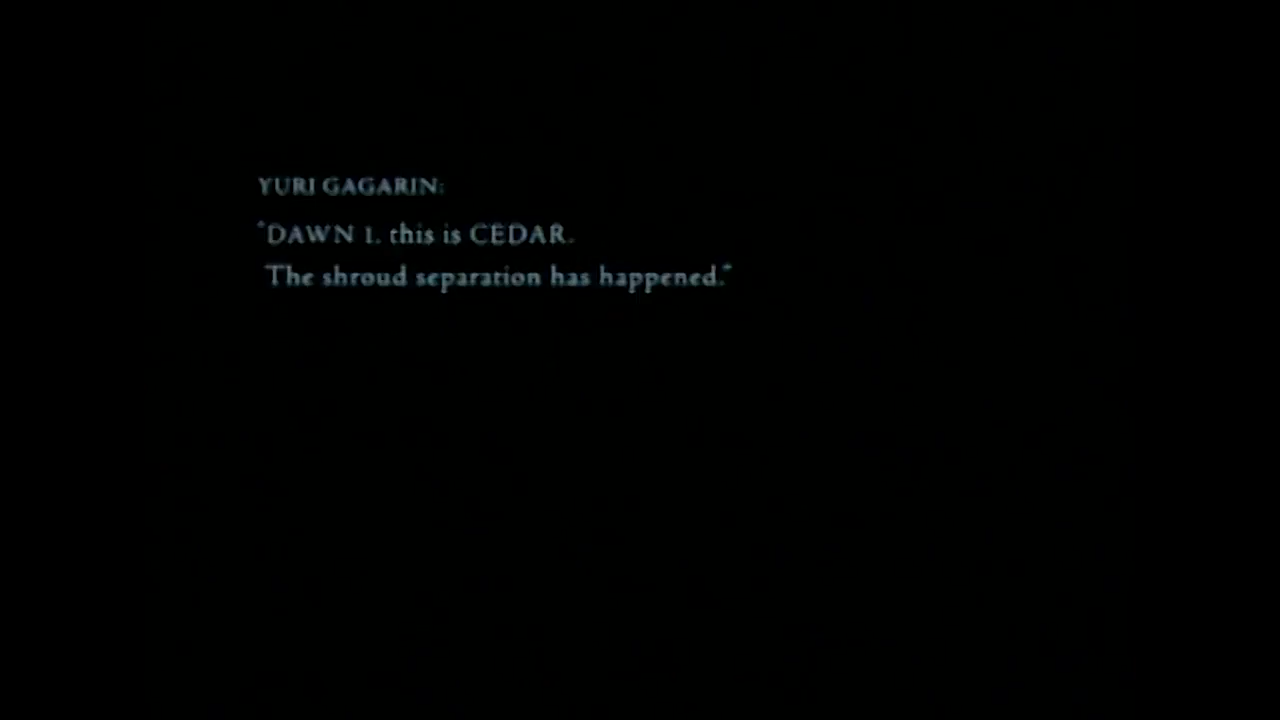 YURI GAGARIN:
"DAWN 1, this is CEDAR.
The shroud separation has happened."